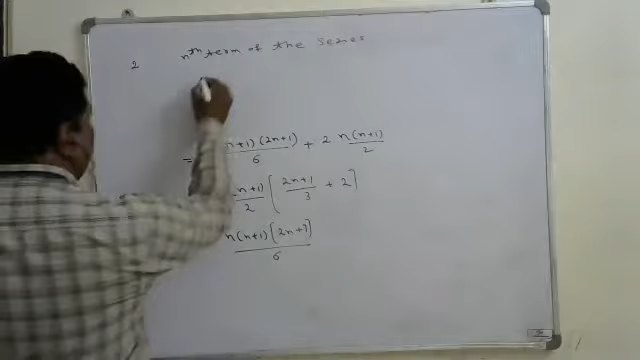 2
nth term of the series
= n+1)(2n+1)/6 + 2 n(n+1)/2
n+1)/2 [ 2n+1/3 + 2 ]
n(n+1)[2n+7]/6